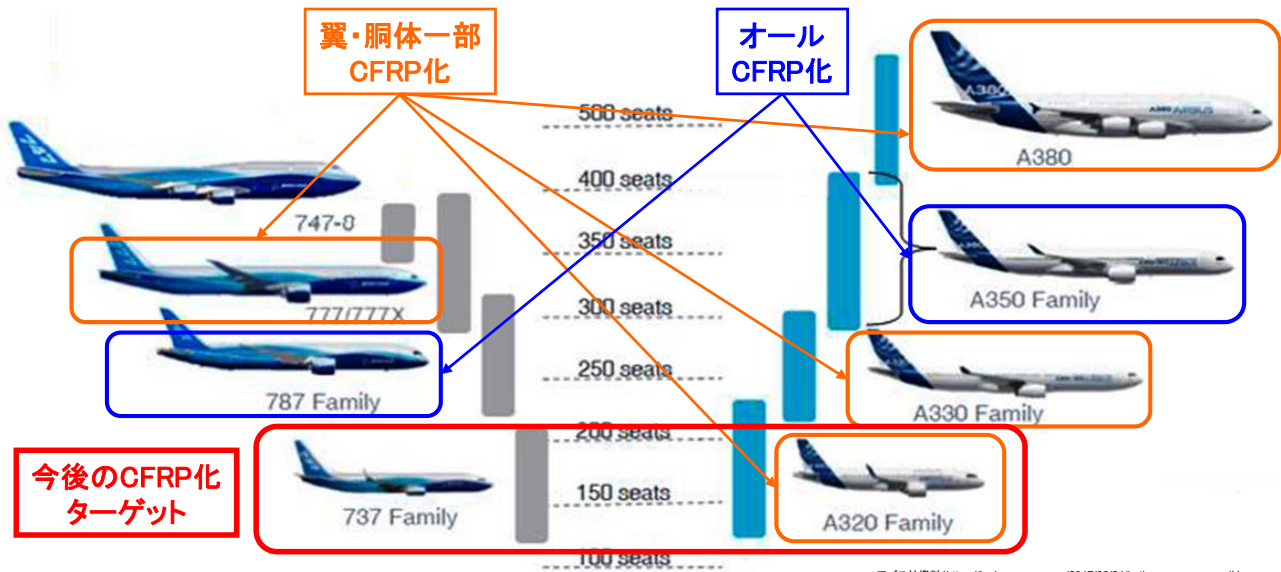 翼・胴体一部
CFRP化
オール
CFRP化
A380
A380 AIRBUS
A380
500 seats
400 seats
747-8
350 seats
777/777X
A350 Family
300 seats
250 seats
787 Family
A330 Family
200 seats
今後のCFRP化
ターゲット
150 seats
737 Family
A320 Family
100 seats